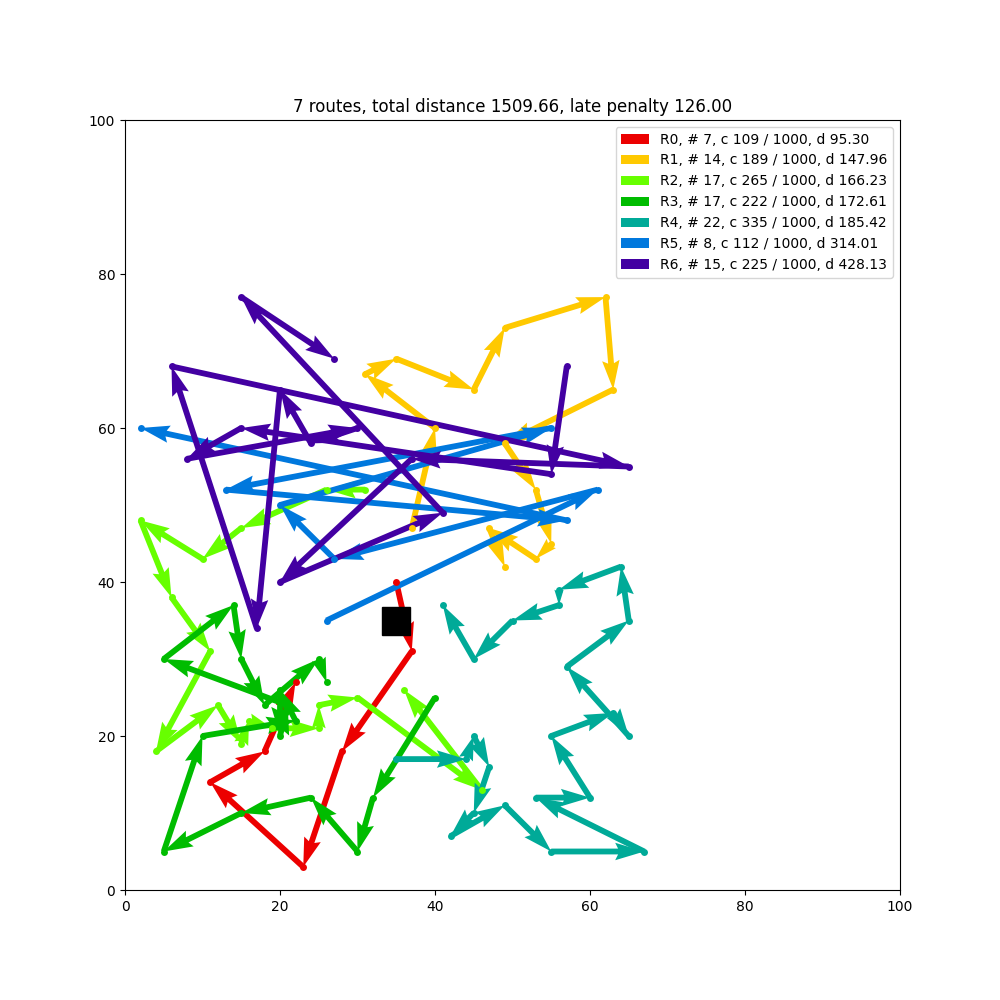 7 routes, total distance 1509.66, late penalty 126.00
R0, # 7, c 109 / 1000, d 95.30
R1, # 14, c 189 / 1000, d 147.96
R2, # 17, c 265 / 1000, d 166.23
R3, # 17, c 222 / 1000, d 172.61
R4, # 22, c 335 / 1000, d 185.42
R5, # 8, c 112 / 1000, d 314.01
R6, # 15, c 225 / 1000, d 428.13
100
80
60
40
20
0
0 20 40 60 80 100